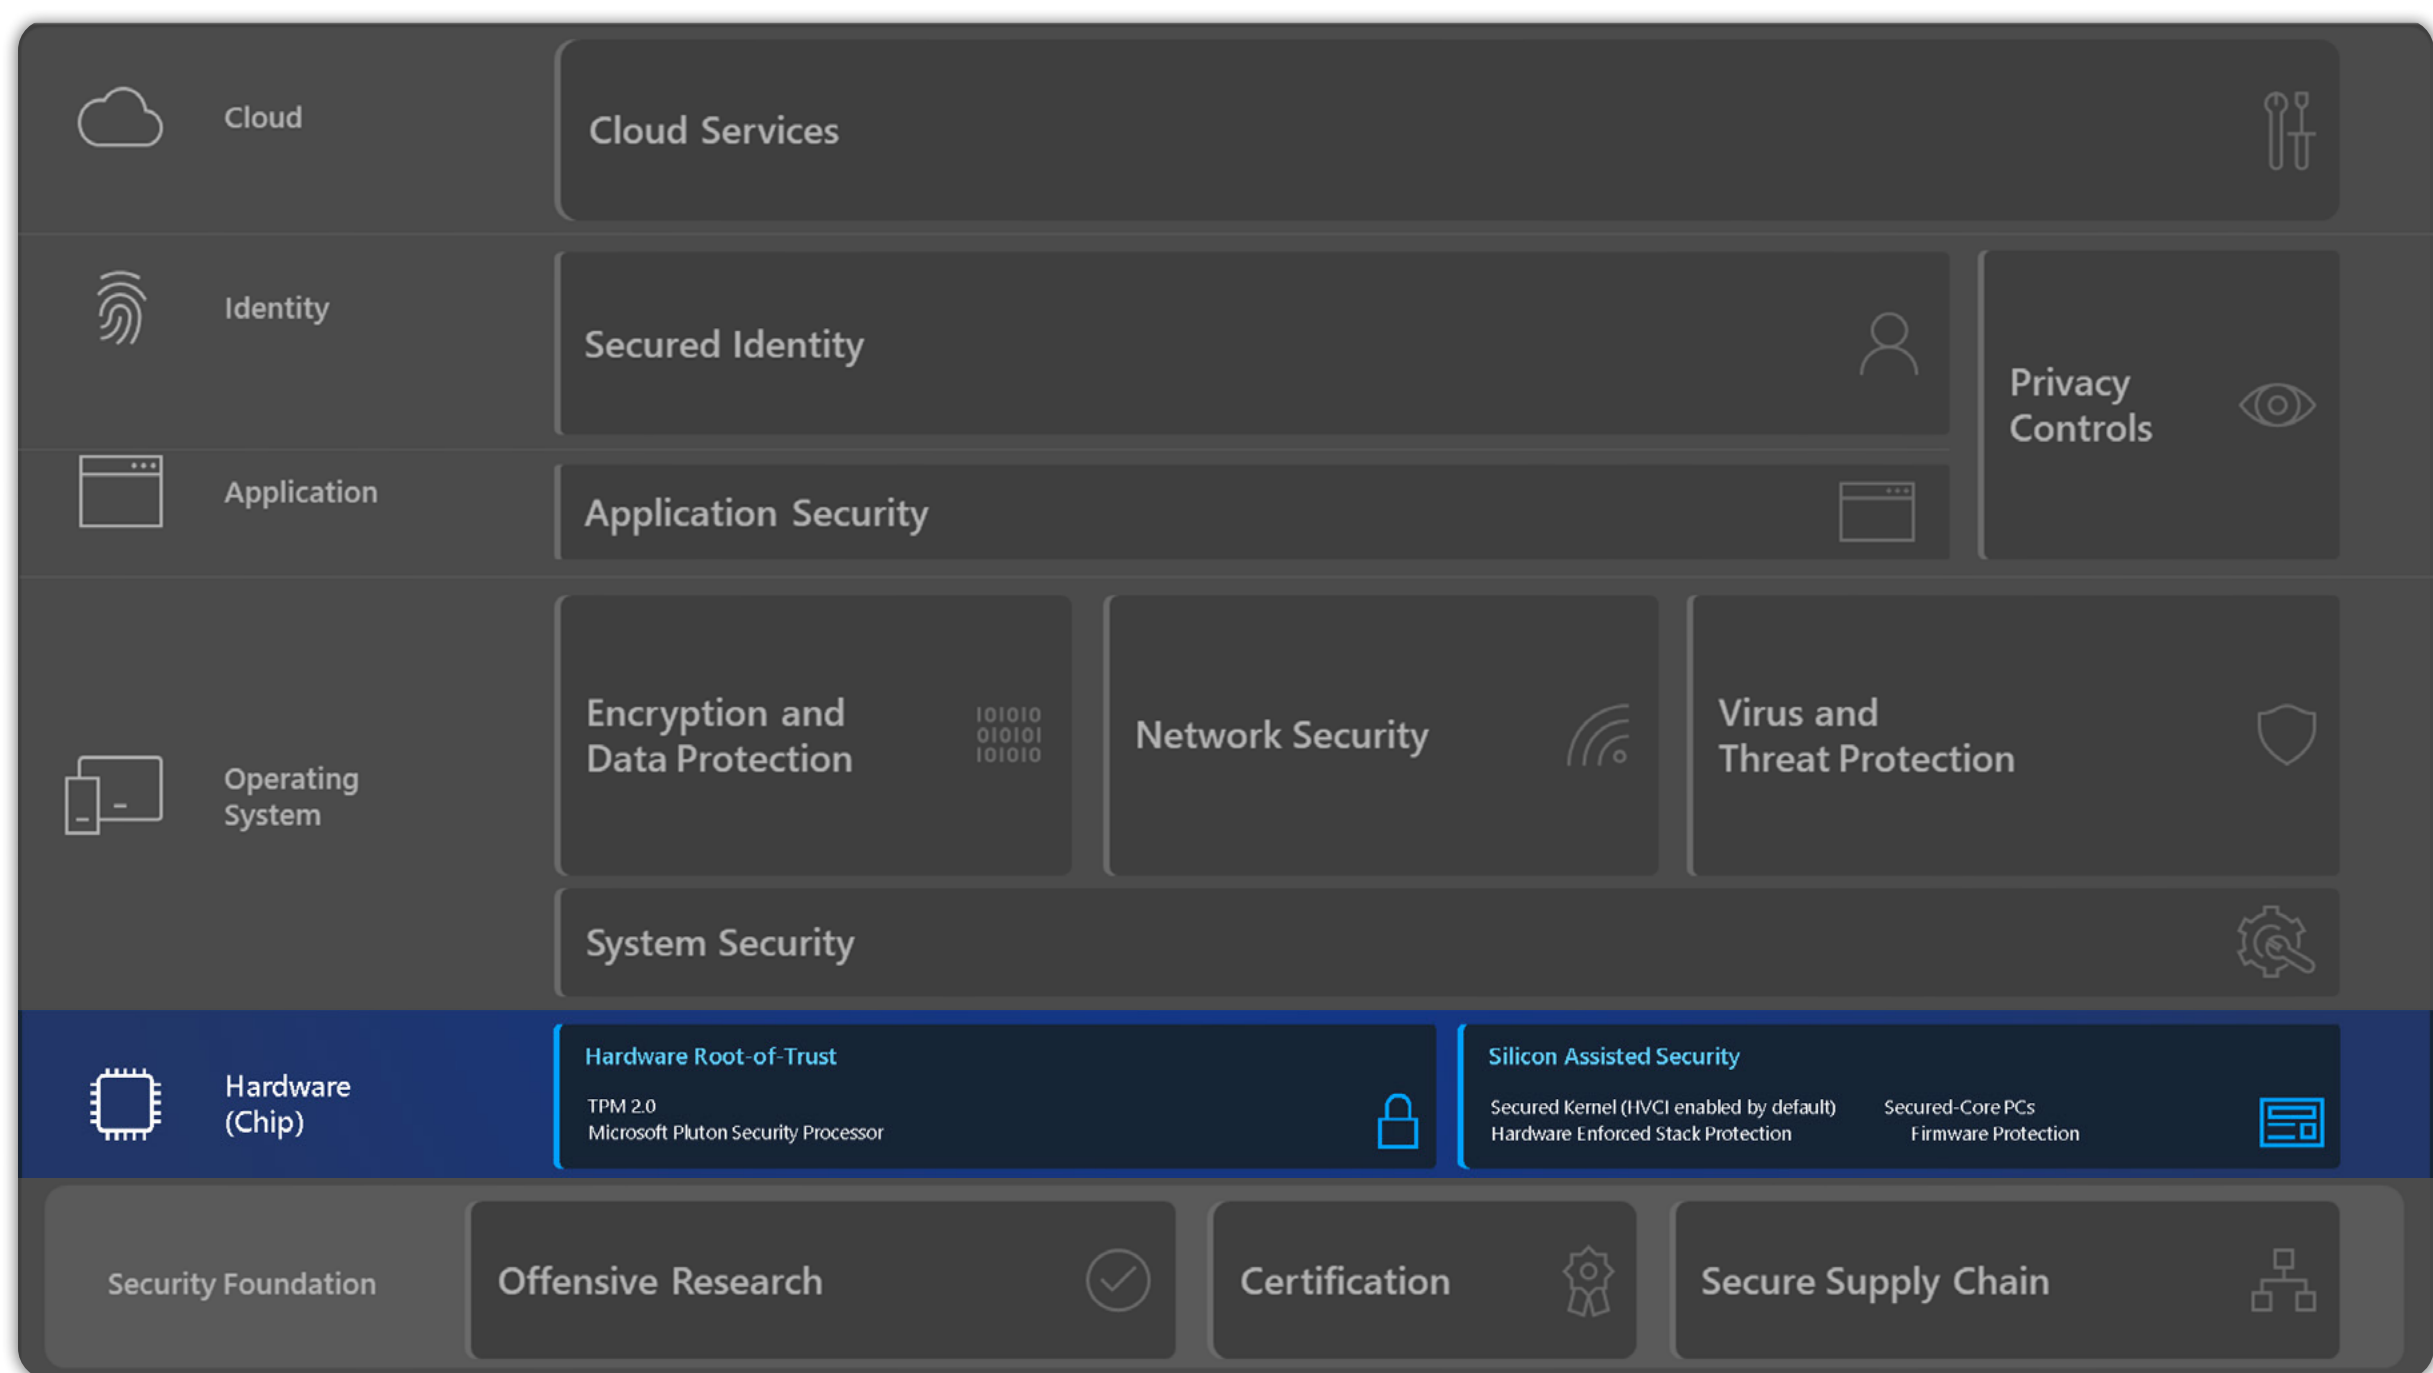 Cloud
Cloud Services
Identity
Secured Identity
Privacy
Controls
Application
Application Security
Operating
System
Encryption and
Data Protection
101010
010101
101010
Network Security
Virus and
Threat Protection
System Security
Hardware
(Chip)
Hardware Root-of-Trust
TPM 2.0
Microsoft Pluton Security Processor
Silicon Assisted Security
Secured Kernel (HVCI enabled by default) Secured-Core PCs
Hardware Enforced Stack Protection Firmware Protection
Security Foundation
Offensive Research
Certification
Secure Supply Chain